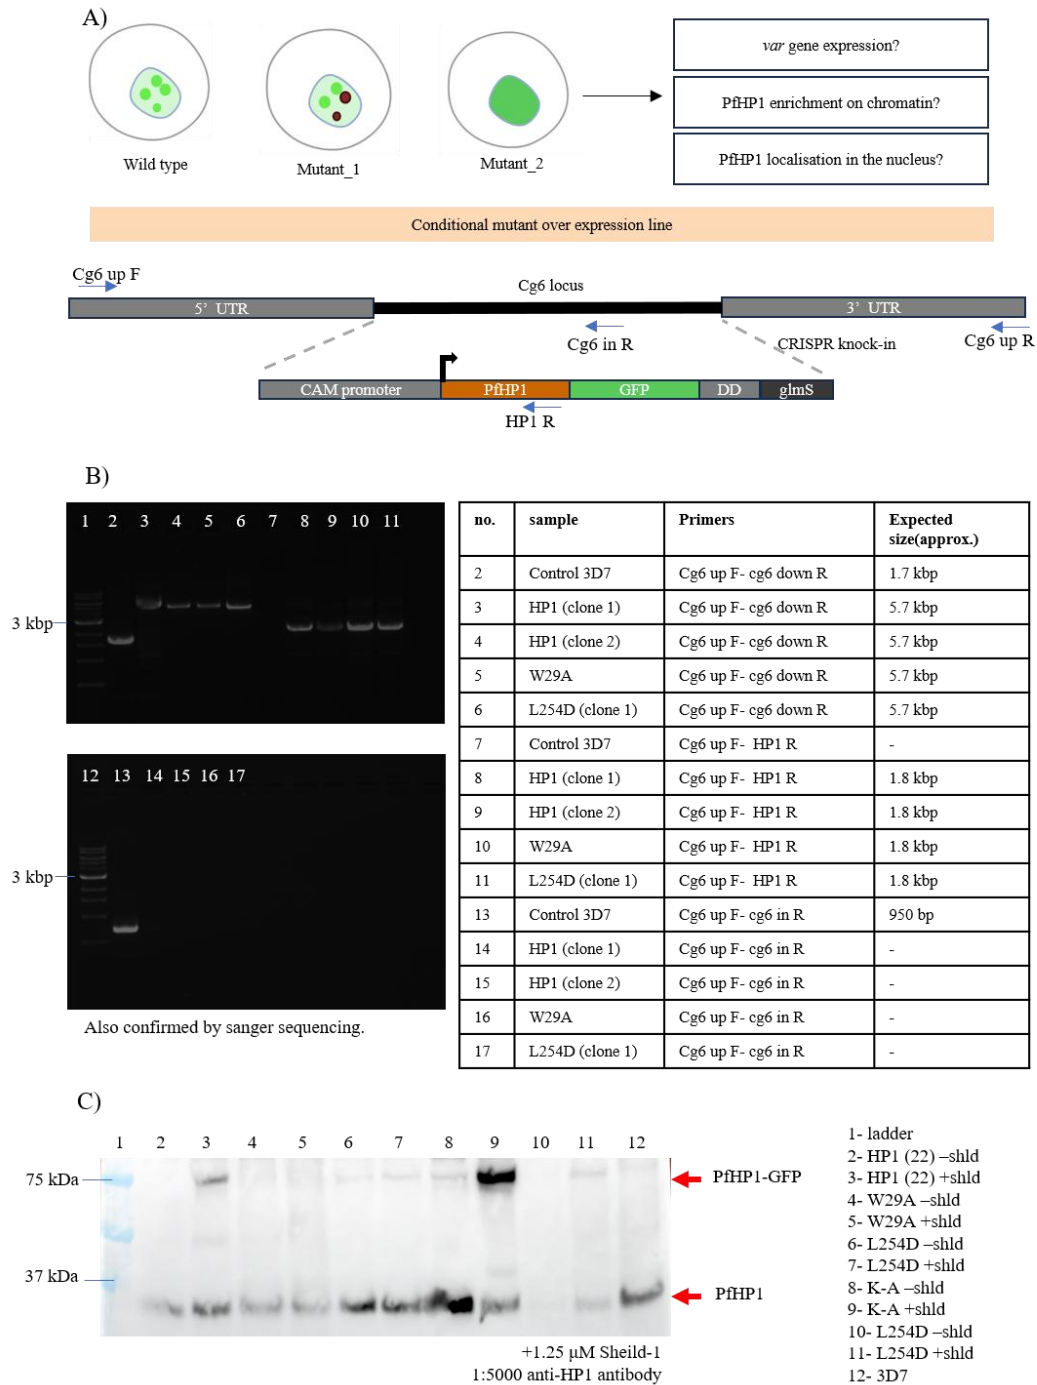 A)
Wild type
Mutant_1
Mutant_2
var gene expression?
PfHP1 enrichment on chromatin?
PfHP1 localisation in the nucleus?
Conditional mutant over expression line
Cg6 up F
Cg6 locus
5’ UTR
3’ UTR
Cg6 in R
Cg6 up R
CRISPR knock-in
CAM promoter
PfHP1
GFP
DD
glmS
HP1 R
B)
1 2 3 4 5 6 7 8 9 10 11
3 kbp
12 13 14 15 16 17
3 kbp
Also confirmed by sanger sequencing.
no. sample Primers Expected size(approx.)
2 Control 3D7 Cg6 up F- cg6 down R 1.7 kbp
3 HP1 (clone 1) Cg6 up F- cg6 down R 5.7 kbp
4 HP1 (clone 2) Cg6 up F- cg6 down R 5.7 kbp
5 W29A Cg6 up F- cg6 down R 5.7 kbp
6 L254D (clone 1) Cg6 up F- cg6 down R 5.7 kbp
7 Control 3D7 Cg6 up F- HP1 R -
8 HP1 (clone 1) Cg6 up F- HP1 R 1.8 kbp
9 HP1 (clone 2) Cg6 up F- HP1 R 1.8 kbp
10 W29A Cg6 up F- HP1 R 1.8 kbp
11 L254D (clone 1) Cg6 up F- HP1 R 1.8 kbp
13 Control 3D7 Cg6 up F- cg6 in R 950 bp
14 HP1 (clone 1) Cg6 up F- cg6 in R -
15 HP1 (clone 2) Cg6 up F- cg6 in R -
16 W29A Cg6 up F- cg6 in R -
17 L254D (clone 1) Cg6 up F- cg6 in R -
C)
1 2 3 4 5 6 7 8 9 10 11 12
75 kDa
37 kDa
PfHP1-GFP
PfHP1
+1.25 µM Sheild-1
1:5000 anti-HP1 antibody
1- ladder
2- HP1 (22) –shld
3- HP1 (22) +shld
4- W29A –shld
5- W29A +shld
6- L254D –shld
7- L254D +shld
8- K-A –shld
9- K-A +shld
10- L254D –shld
11- L254D +shld
12- 3D7